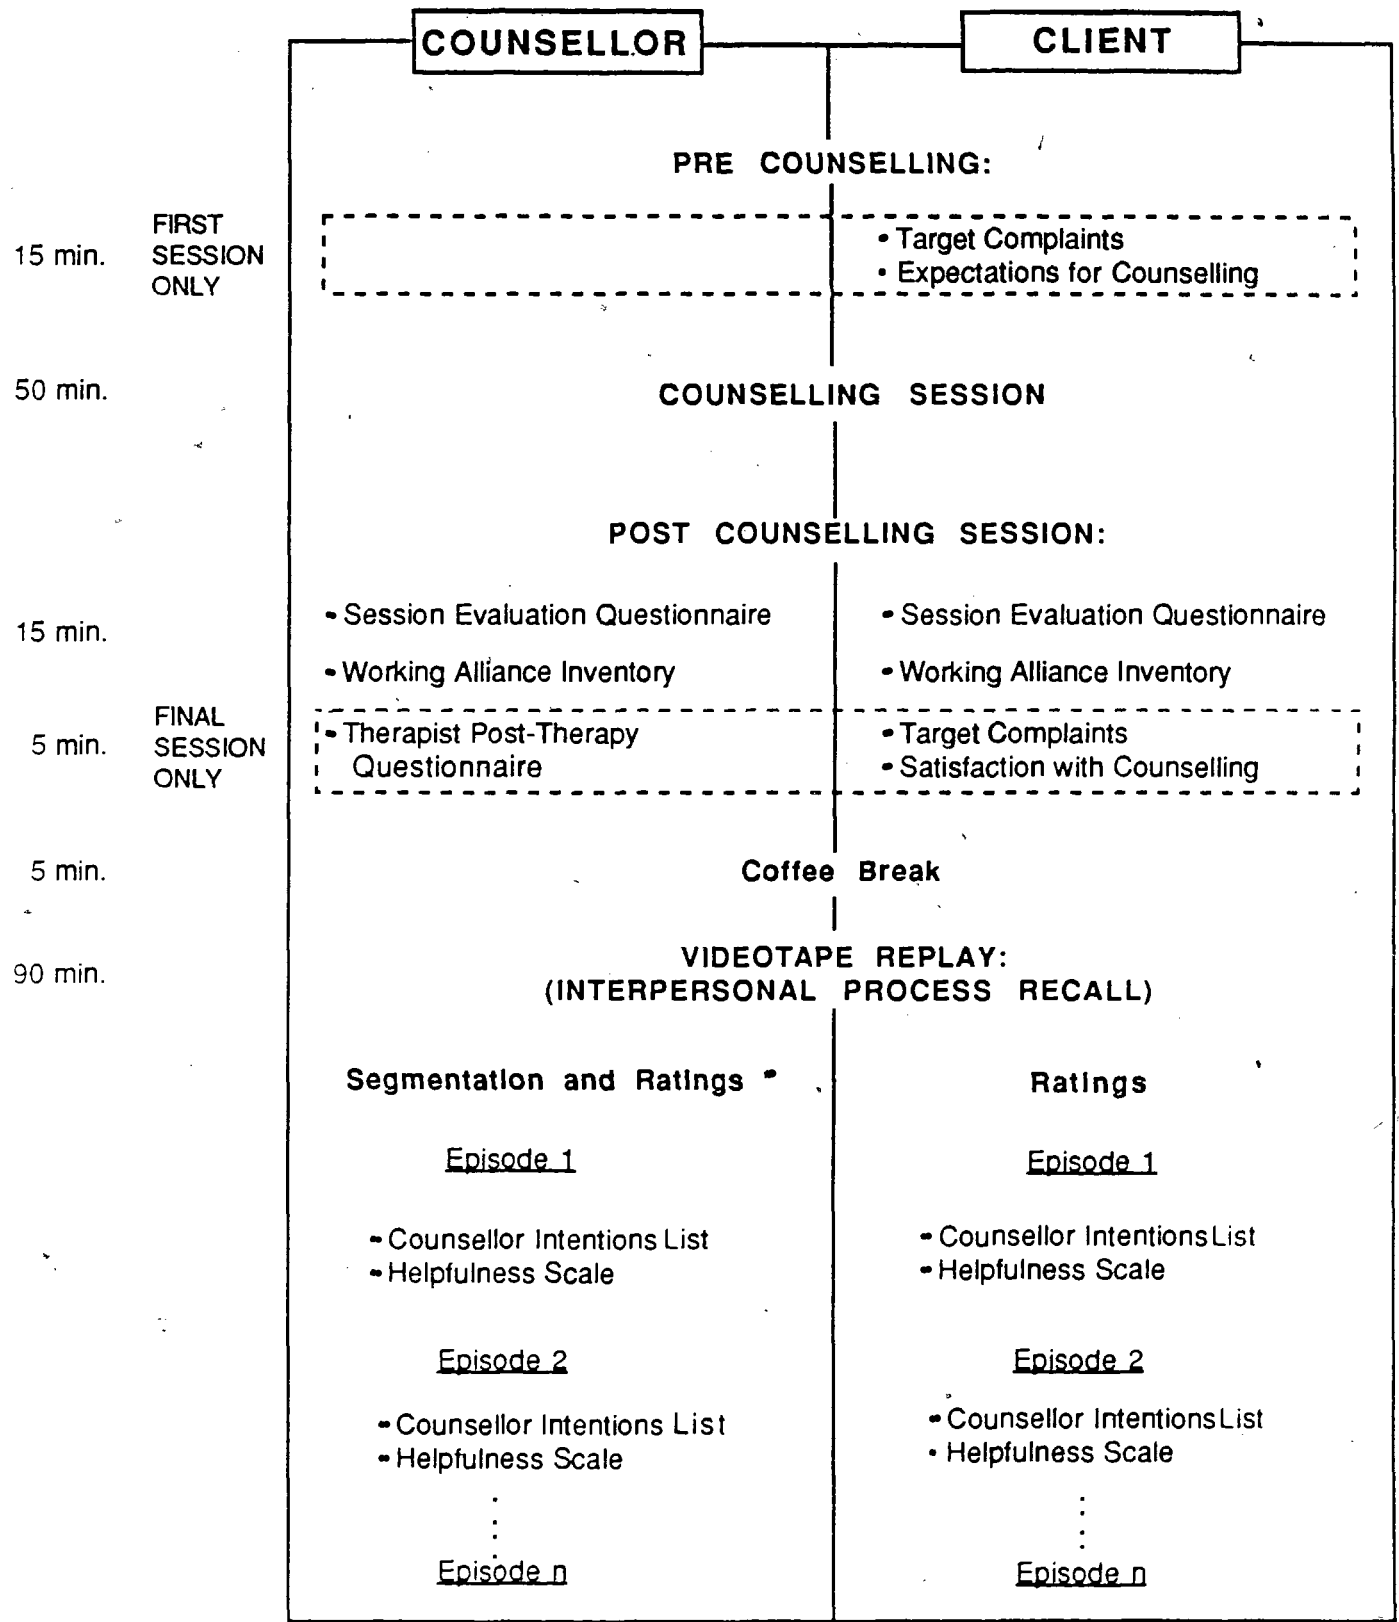 COUNSELLOR
CLIENT
PRE COUNSELLING:
15 min.
FIRST
SESSION
ONLY
• Target Complaints
• Expectations for Counselling
50 min.
COUNSELLING SESSION
POST COUNSELLING SESSION:
15 min.
• Session Evaluation Questionnaire
• Working Alliance Inventory
• Session Evaluation Questionnaire
• Working Alliance Inventory
5 min.
FINAL
SESSION
ONLY
• Therapist Post-Therapy
Questionnaire
• Target Complaints
• Satisfaction with Counselling
5 min.
Coffee Break
90 min.
VIDEOTAPE REPLAY:
(INTERPERSONAL PROCESS RECALL)
Segmentation and Ratings
Episode 1
• Counsellor Intentions List
• Helpfulness Scale
Episode 2
• Counsellor Intentions List
• Helpfulness Scale
Episode n
Ratings
Episode 1
• Counsellor Intentions List
• Helpfulness Scale
Episode 2
• Counsellor Intentions List
• Helpfulness Scale
Episode n